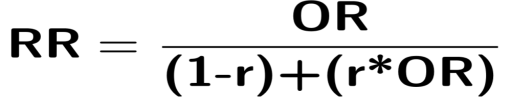 RR = OR
(1-r)+(r*OR)